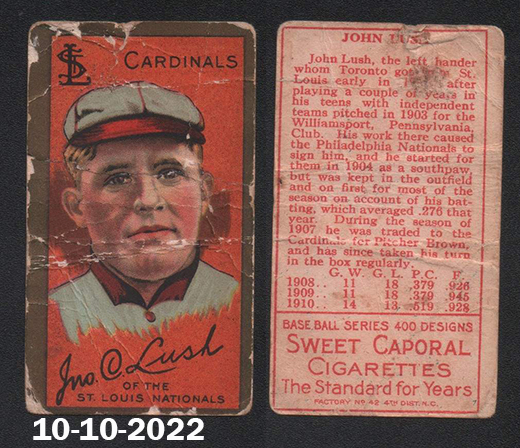 STL
CARDINALS
Jno. C. Lush
OF THE
ST. LOUIS NATIONALS
10-10-2022
JOHN LUSH
John Lush, the left hander
whom Toronto St.
Louis early in after
playing a couple of years in
his teens with independent
teams pitched in 1903 for the
Williamsport, Pennsylvania,
Club. His work there caused
the Philadelphia Nationals to
sign him, and he started for
them in 1904 as a southpaw,
but was kept in the outfield
and on first for most of the
season on account of his bat-
ting, which averaged .276 that
year. During the season of
1907 he was traded to the
Cardinals for Pitcher Brown,
and has since taken his turn
in the box regularly.
G. W. G. L. P.C. F.
1908.. 11 18 .379 .926
1909.. 11 18 .379 .945
1910.. 14 13 .519 .928
BASE BALL SERIES 400 DESIGNS
SWEET CAPORAL
CIGARETTES
The Standard for Years
FACTORY No. 42 4TH DIST. N.C.
7